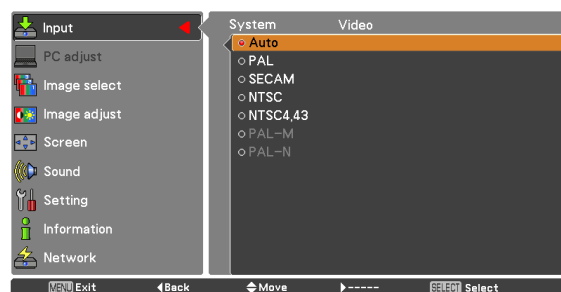 Input
PC adjust
Image select
Image adjust
Screen
Sound
Setting
Information
Network
System Video
Auto
PAL
SECAM
NTSC
NTSC4,43
PAL-M
PAL-N
MENU Exit Back Move ----- SELECT Select